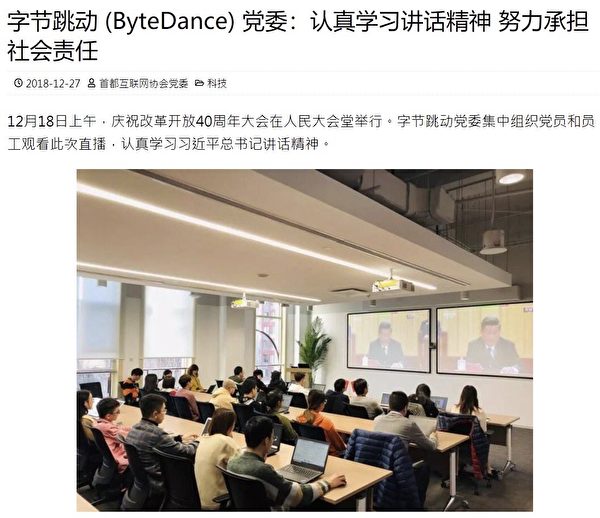 字节跳动 (ByteDance) 党委：认真学习讲话精神 努力承担
社会责任
2018-12-27 首都互联网协会党委 科技
12月18日上午，庆祝改革开放40周年大会在人民大会堂举行。字节跳动党委集中组织党员和员
工观看此次直播，认真学习习近平总书记讲话精神。